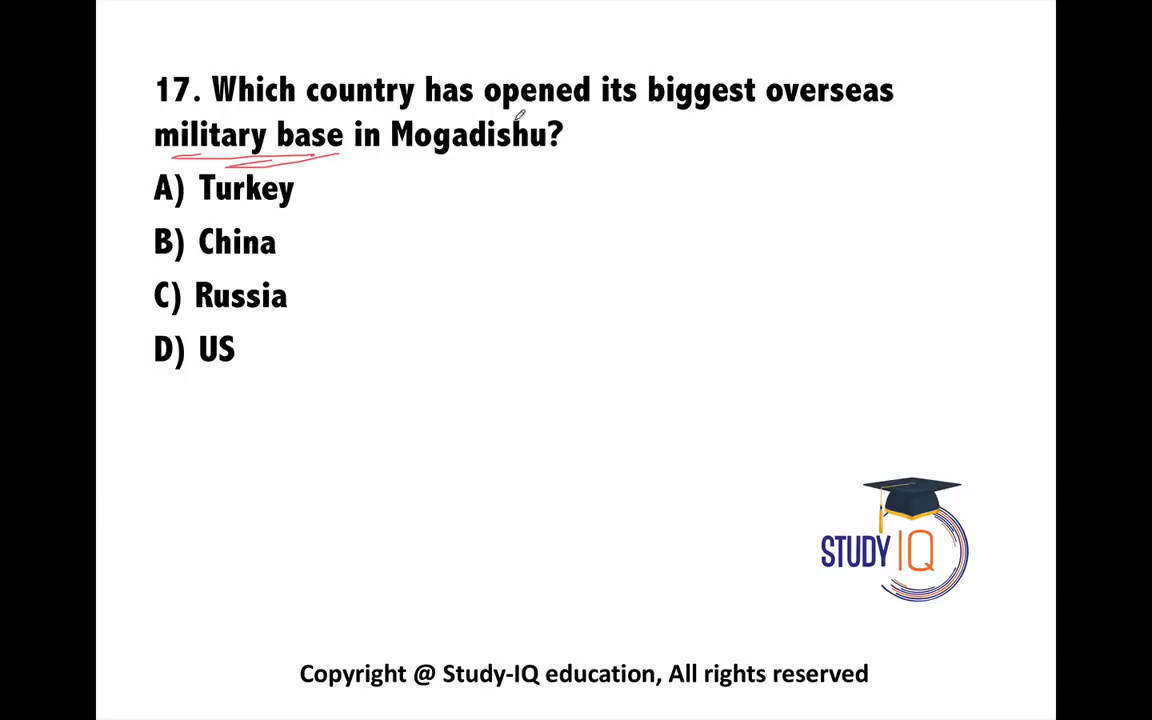 17. Which country has opened its biggest overseas
military base in Mogadishu?
A) Turkey
B) China
C) Russia
D) US
STUDY IQ
Copyright @ Study-IQ education, All rights reserved